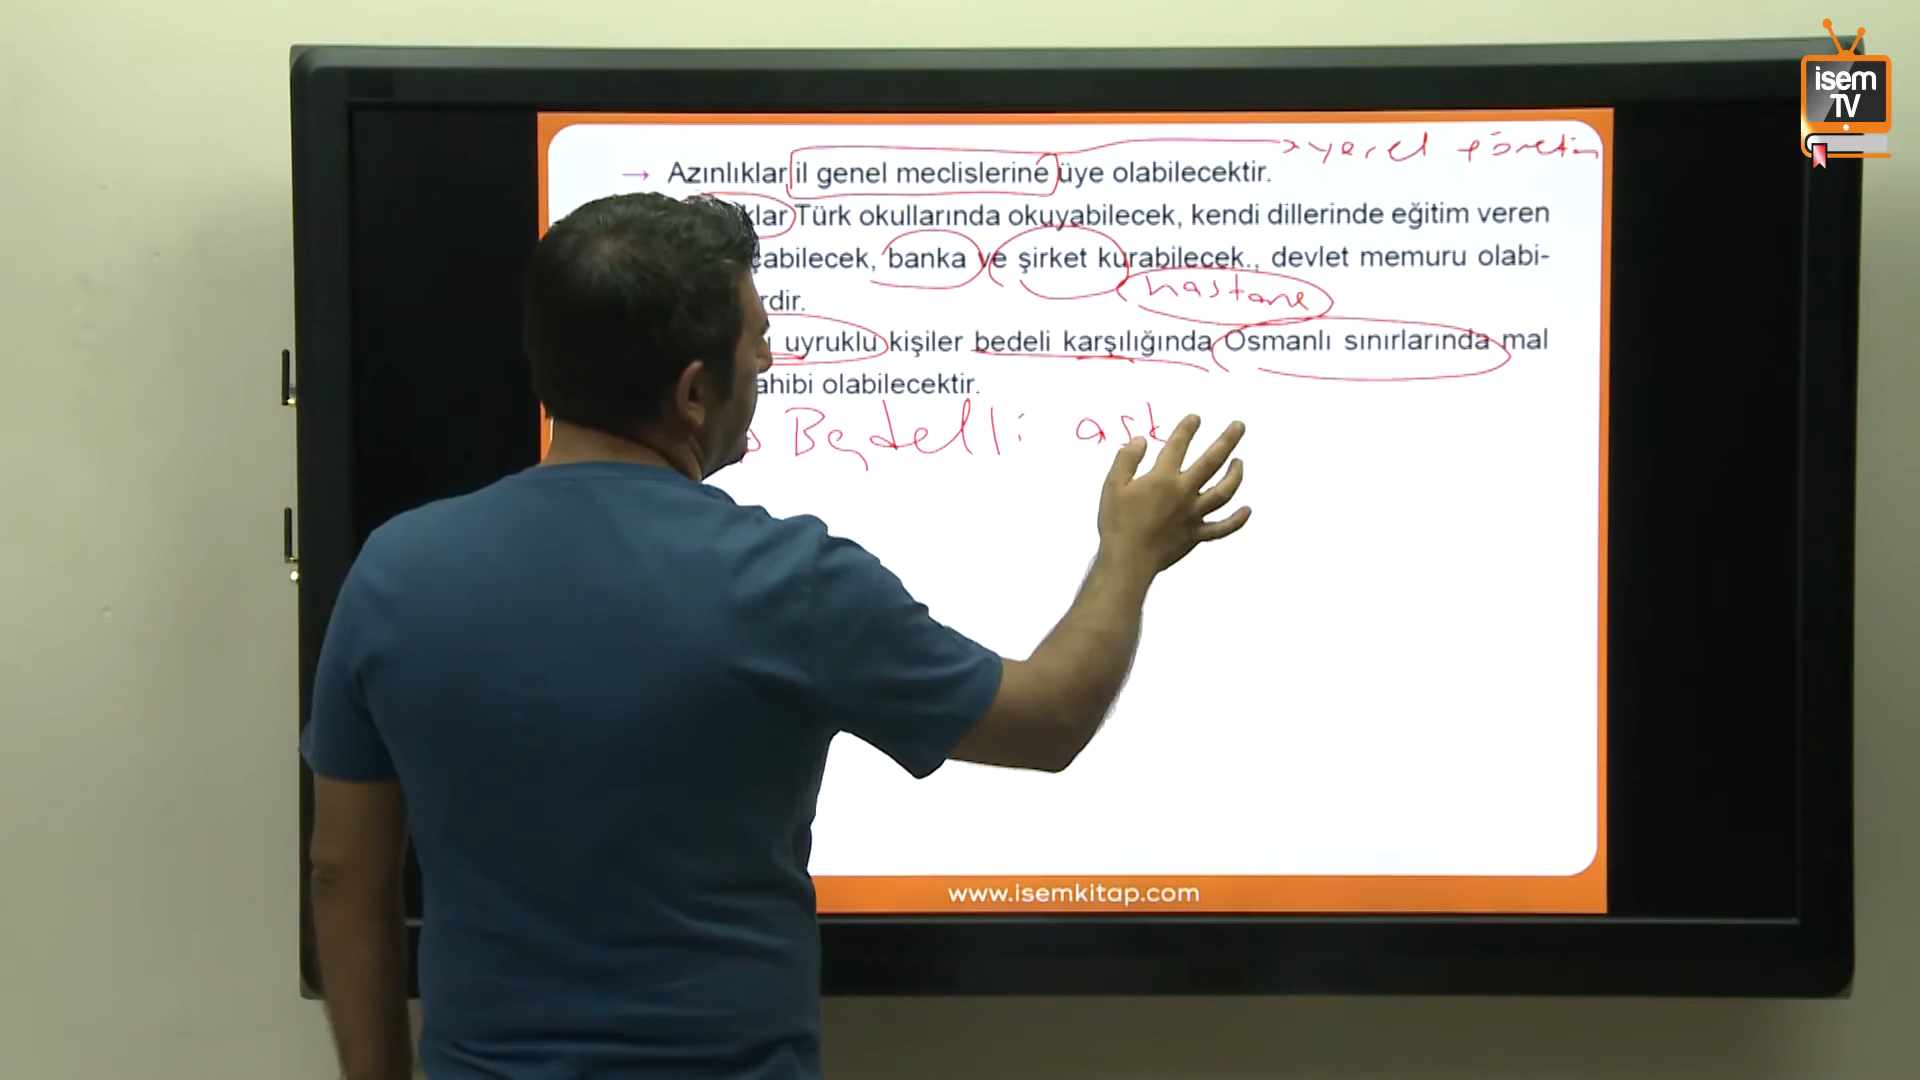 isem
TV
yerel yönetim
→ Azınlıklar il genel meclislerine üye olabilecektir.
klar Türk okullarında okuyabilecek, kendi dillerinde eğitim veren
çabilecek, banka ve şirket kurabilecek., devlet memuru olabi-
hastane
rdir.
i uyruklu kişiler bedeli karşılığında Osmanlı sınırlarında mal
ahibi olabilecektir.
Bedelli ask
www.isemkitap.com